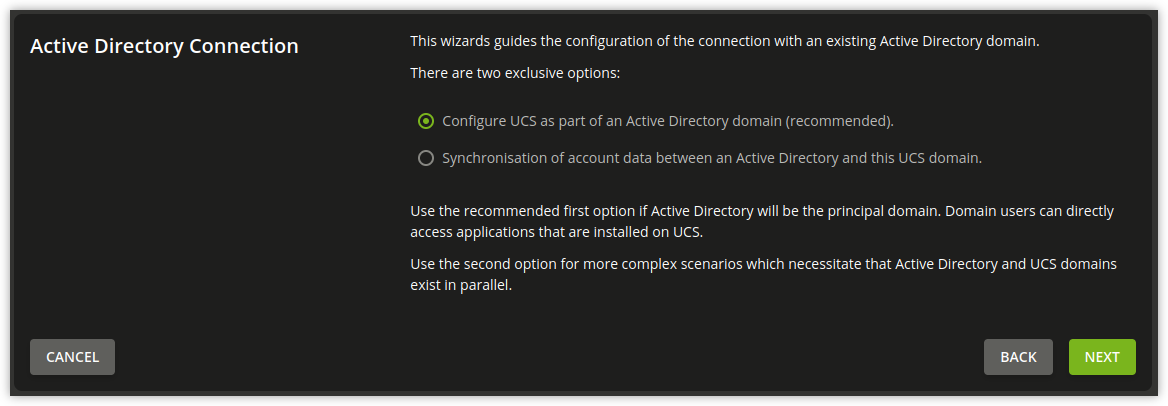 Active Directory Connection
This wizards guides the configuration of the connection with an existing Active Directory domain.
There are two exclusive options:
Configure UCS as part of an Active Directory domain (recommended).
Synchronisation of account data between an Active Directory and this UCS domain.
Use the recommended first option if Active Directory will be the principal domain. Domain users can directly
access applications that are installed on UCS.
Use the second option for more complex scenarios which necessitate that Active Directory and UCS domains
exist in parallel.
CANCEL
BACK
NEXT